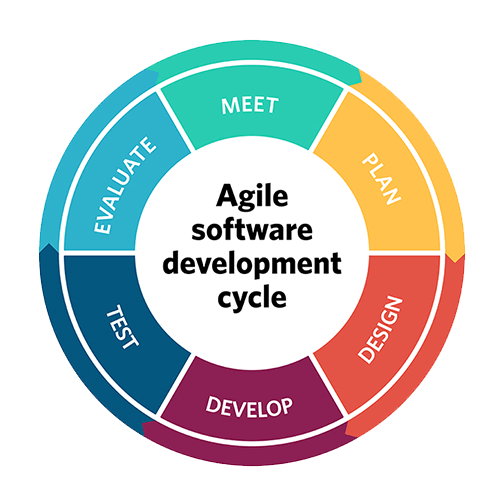 MEET
PLAN
DESIGN
DEVELOP
TEST
EVALUATE
Agile
software
development
cycle